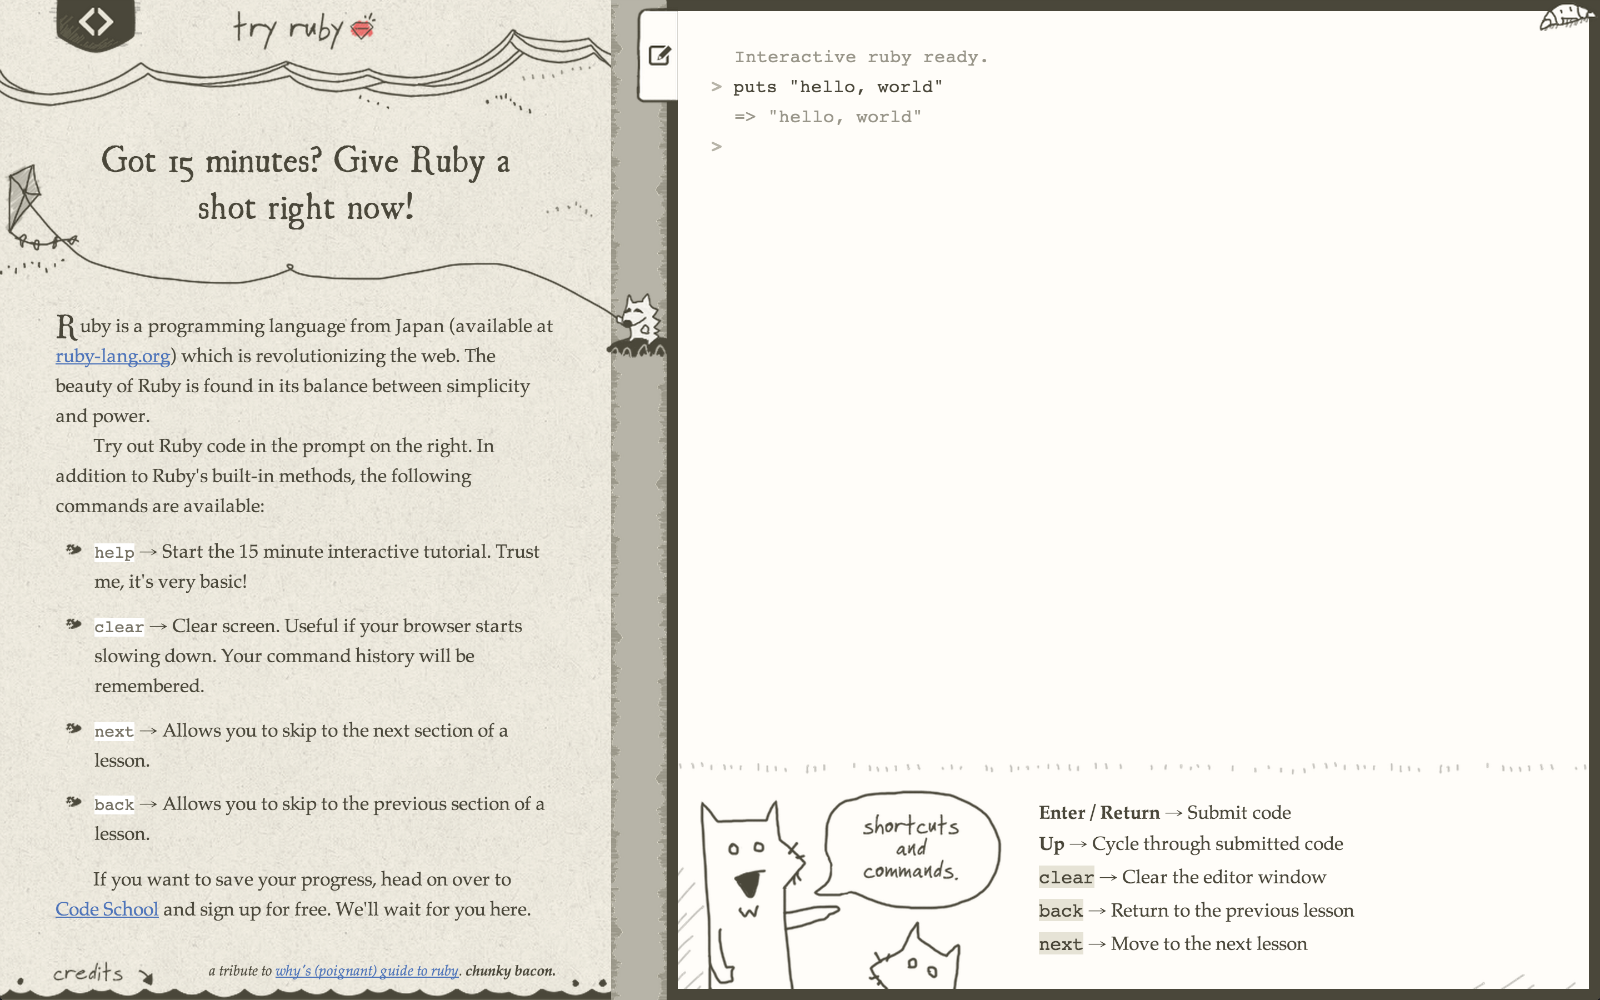 try ruby
Got 15 minutes? Give Ruby a
shot right now!
Ruby is a programming language from Japan (available at
ruby-lang.org) which is revolutionizing the web. The
beauty of Ruby is found in its balance between simplicity
and power.
Try out Ruby code in the prompt on the right. In
addition to Ruby's built-in methods, the following
commands are available:
help → Start the 15 minute interactive tutorial. Trust
me, it's very basic!
clear → Clear screen. Useful if your browser starts
slowing down. Your command history will be
remembered.
next → Allows you to skip to the next section of a
lesson.
back → Allows you to skip to the previous section of a
lesson.
If you want to save your progress, head on over to
Code School and sign up for free. We'll wait for you here.
credits
a tribute to why's (poignant) guide to ruby. chunky bacon.
Interactive ruby ready.
> puts "hello, world"
=> "hello, world"
>
shortcuts
and
commands.
Enter / Return → Submit code
Up → Cycle through submitted code
clear → Clear the editor window
back → Return to the previous lesson
next → Move to the next lesson